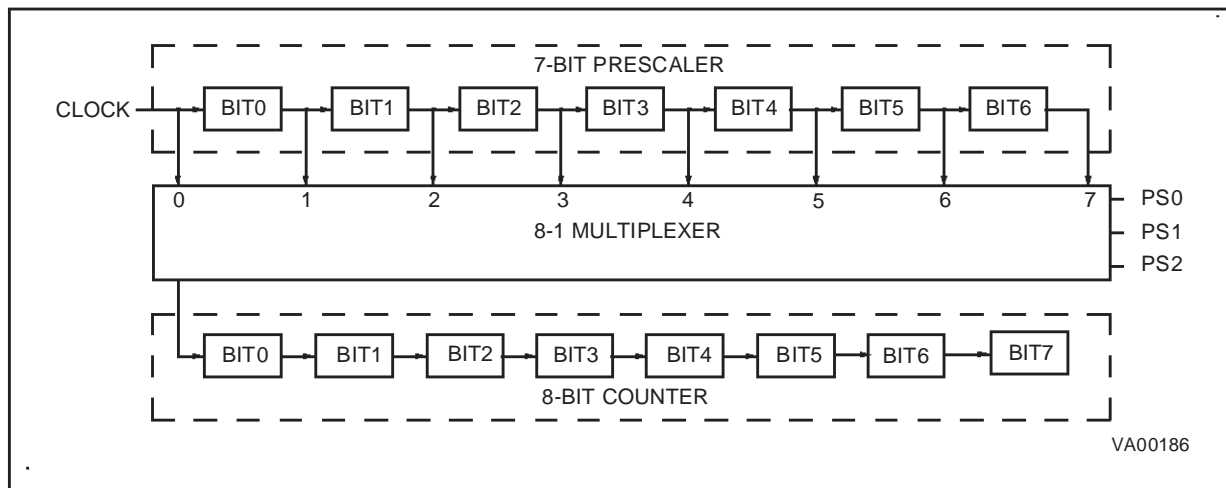 7-BIT PRESCALER
CLOCK BIT0 BIT1 BIT2 BIT3 BIT4 BIT5 BIT6
0 1 2 3 4 5 6 7 PS0
8-1 MULTIPLEXER PS1
PS2
BIT0 BIT1 BIT2 BIT3 BIT4 BIT5 BIT6 BIT7
8-BIT COUNTER
VA00186